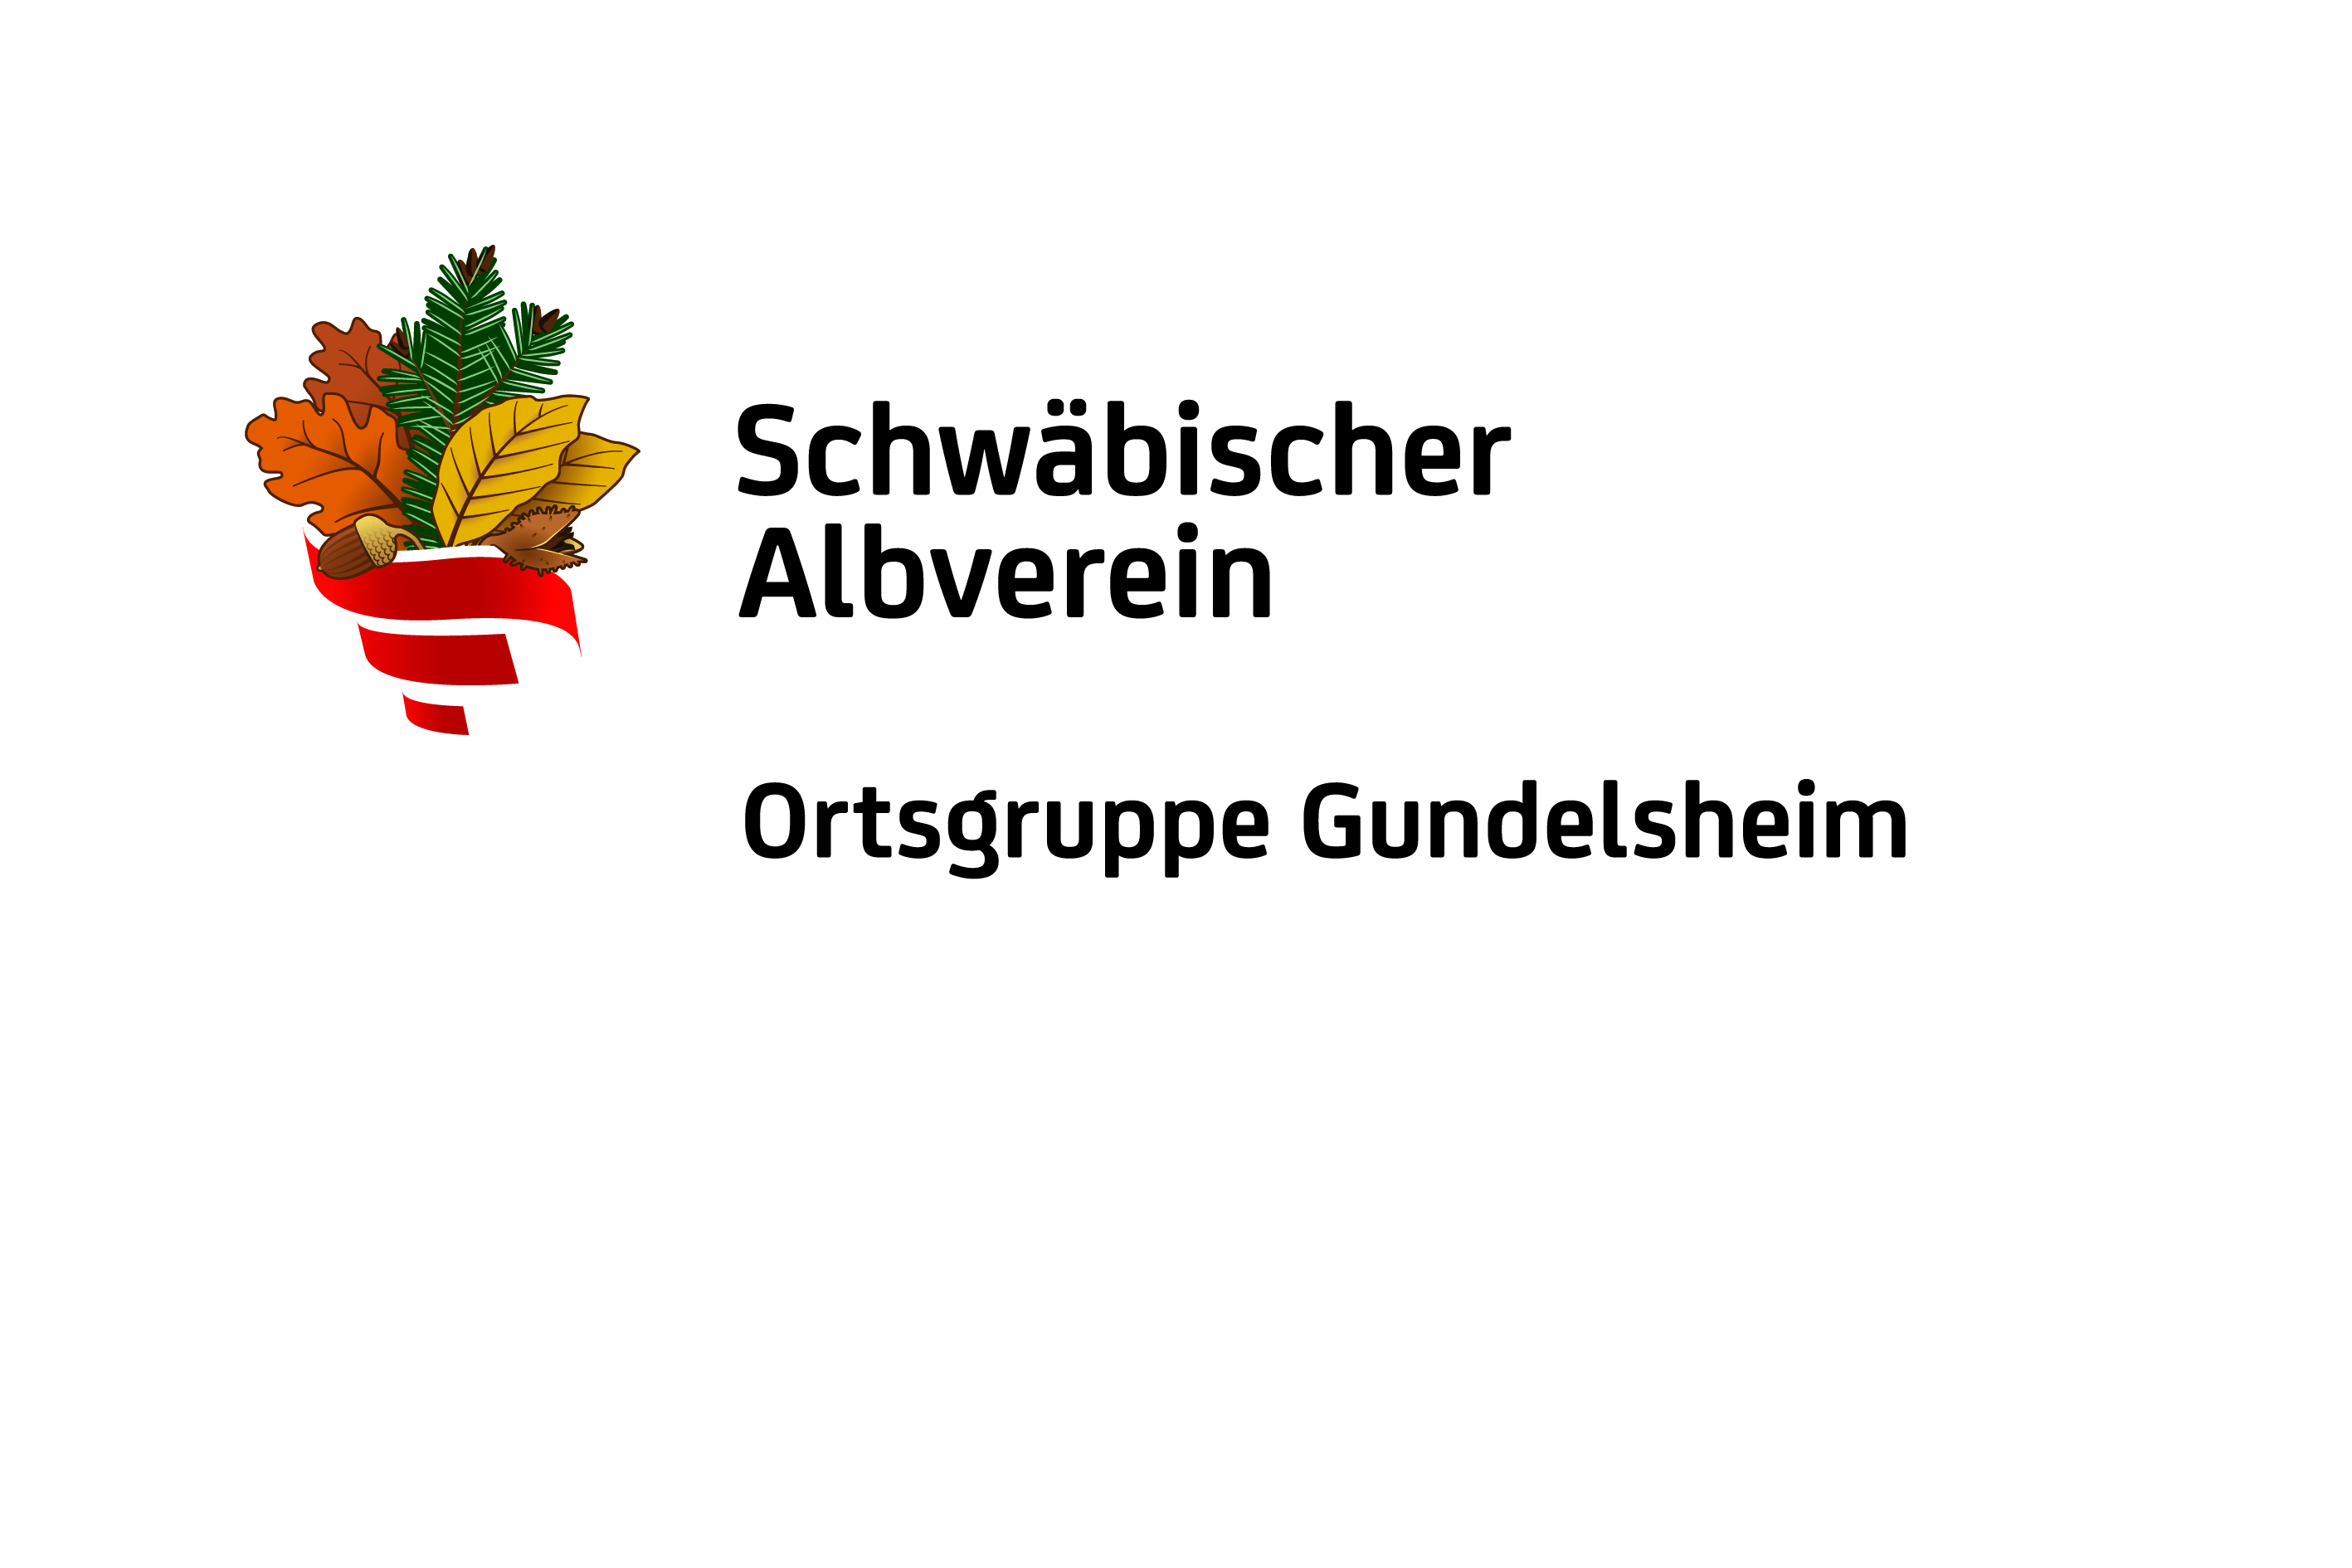 Schwäbischer
Albverein
Ortsgruppe Gundelsheim